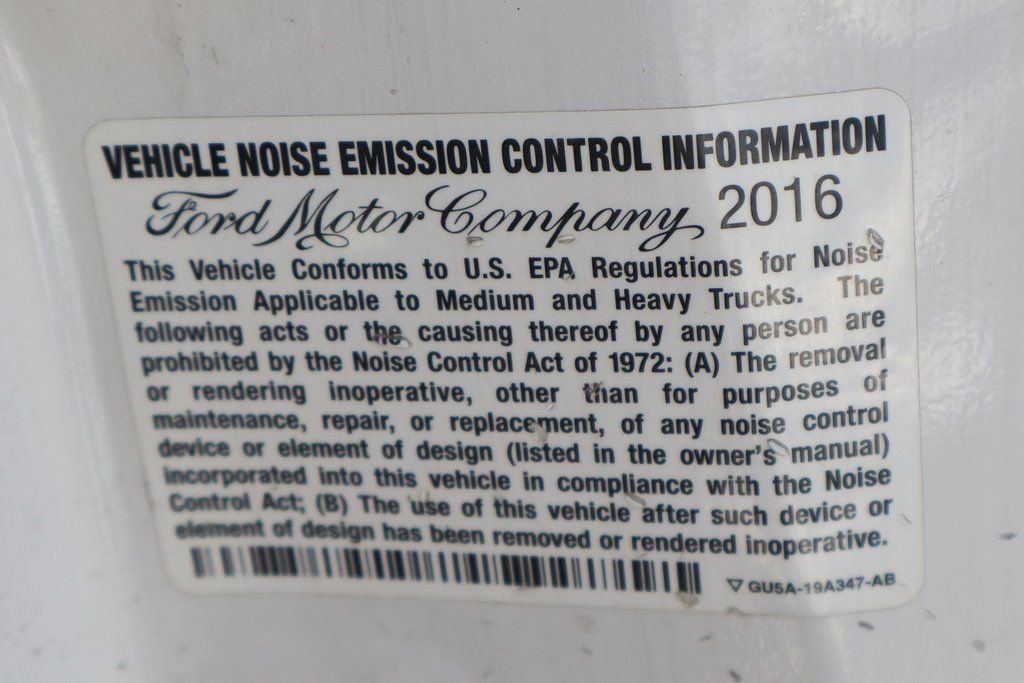 VEHICLE NOISE EMISSION CONTROL INFORMATION
Ford Motor Company 2016
This Vehicle Conforms to U.S. EPA Regulations for Noise
Emission Applicable to Medium and Heavy Trucks. The
following acts or the causing thereof by any person are
prohibited by the Noise Control Act of 1972: (A) The removal
or rendering inoperative, other than for purposes of
maintenance, repair, or replacement, of any noise control
device or element of design (listed in the owner's manual)
incorporated into this vehicle in compliance with the Noise
Control Act; (B) The use of this vehicle after such device or
element of design has been removed or rendered inoperative.
GU5A-19A347-AB